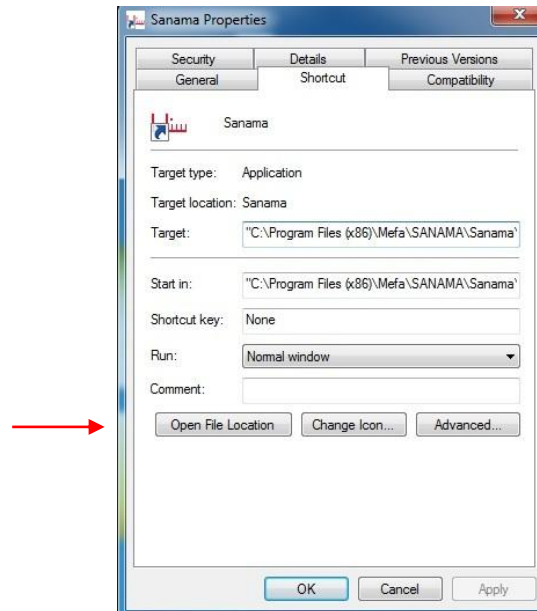 Sanama Properties
Security Details Previous Versions
General Shortcut Compatibility
Sanama
Target type: Application
Target location: Sanama
Target: "C:\Program Files (x86)\Mefa\SANAMA\Sanama\
Start in: "C:\Program Files (x86)\Mefa\SANAMA\Sanama\
Shortcut key: None
Run: Normal window
Comment:
Open File Location Change Icon... Advanced...
OK Cancel Apply